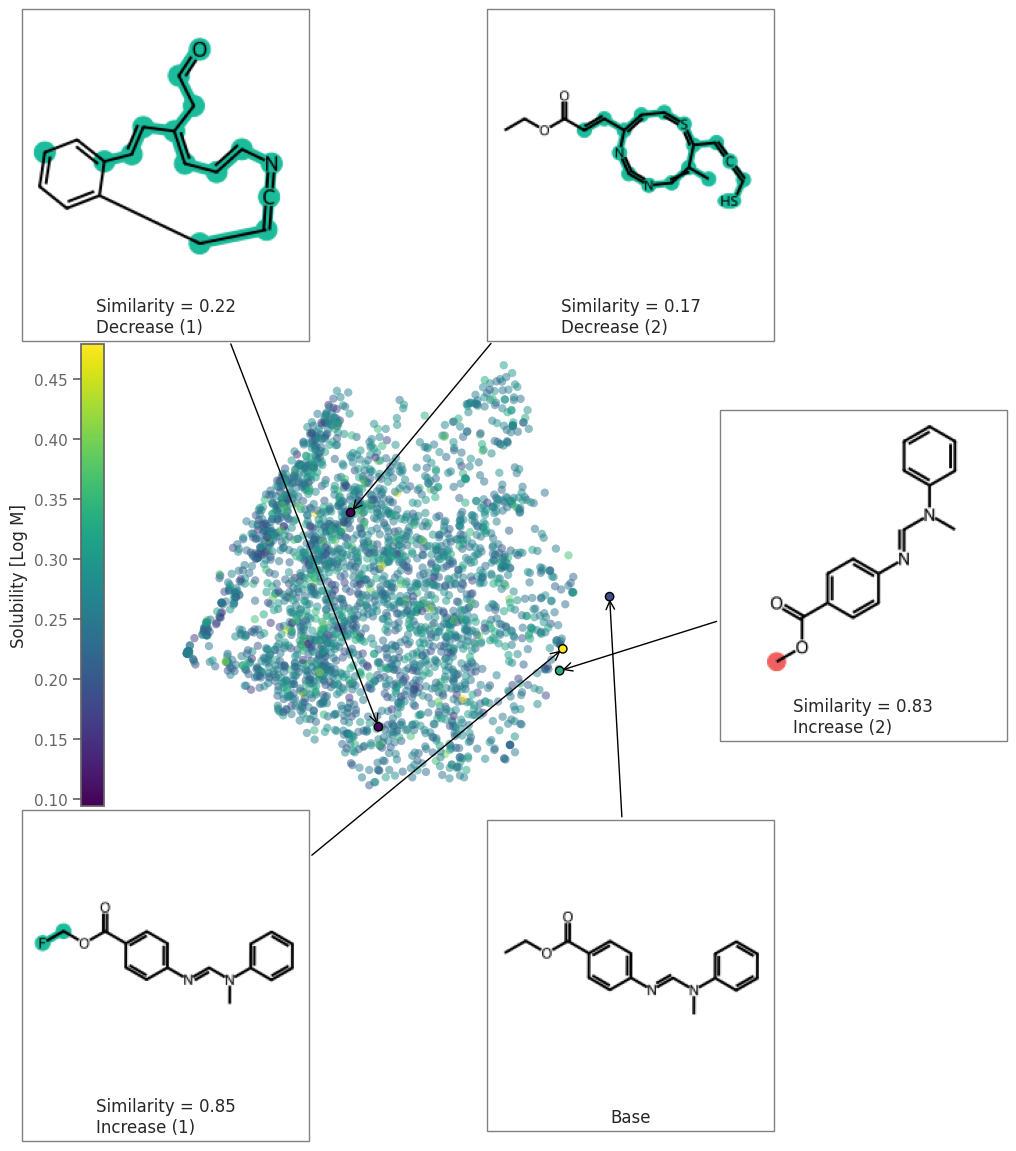 O
N
C
Similarity = 0.22
Decrease (1)
O
O
S
N
N
C
HS
Similarity = 0.17
Decrease (2)
0.45
0.40
0.35
0.30
0.25
0.20
0.15
0.10
Solubility [Log M]
N
N
O
O
Similarity = 0.83
Increase (2)
O
F
O
N
N
Similarity = 0.85
Increase (1)
O
O
N
N
Base